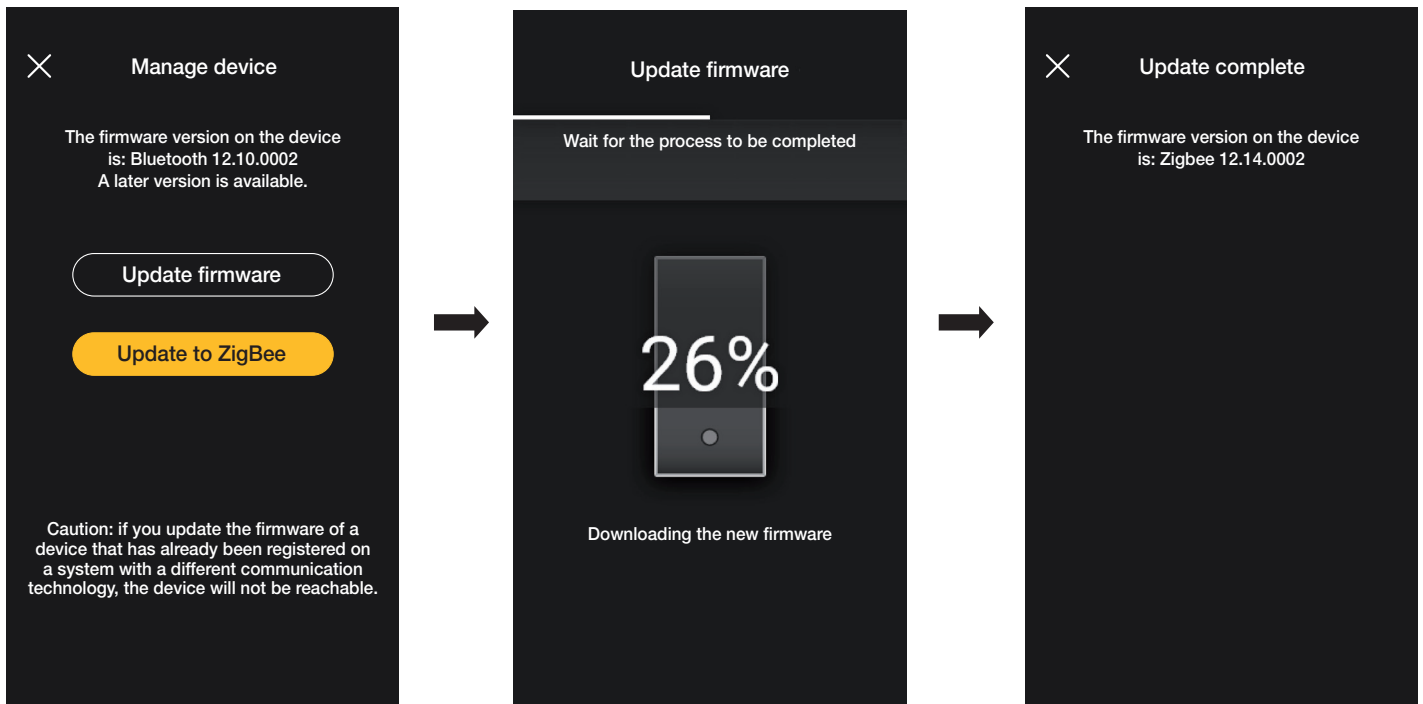 Manage device
The firmware version on the device
is: Bluetooth 12.10.0002
A later version is available.
Update firmware
Update to ZigBee
Caution: if you update the firmware of a
device that has already been registered on
a system with a different communication
technology, the device will not be reachable.
Update firmware
Wait for the process to be completed
26%
Downloading the new firmware
Update complete
The firmware version on the device
is: Zigbee 12.14.0002